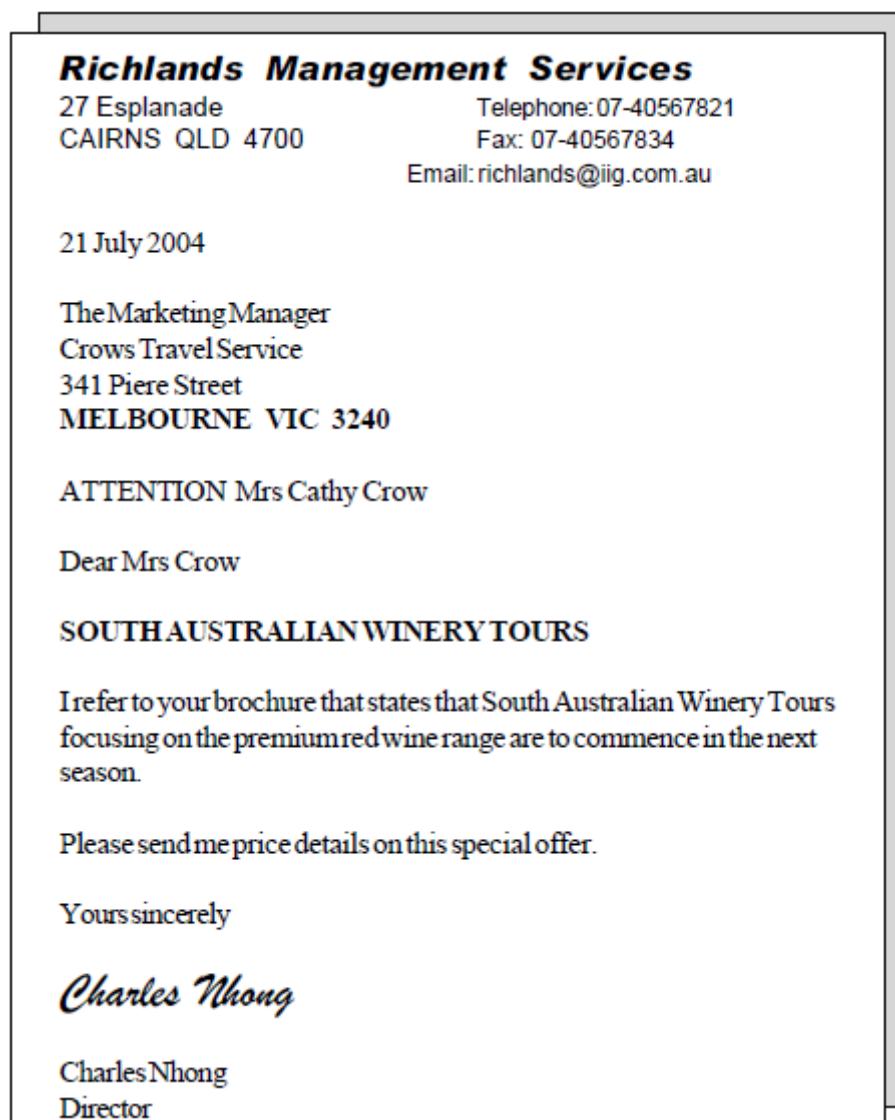 Richlands Management Services
27 Esplanade Telephone: 07-40567821
CAIRNS QLD 4700 Fax: 07-40567834
Email: richlands@iig.com.au
21 July 2004
The Marketing Manager
Crows Travel Service
341 Piere Street
MELBOURNE VIC 3240
ATTENTION Mrs Cathy Crow
Dear Mrs Crow
SOUTH AUSTRALIAN WINERY TOURS
I refer to your brochure that states that South Australian Winery Tours
focusing on the premium red wine range are to commence in the next
season.
Please send me price details on this special offer.
Yours sincerely
Charles Nhong
Charles Nhong
Director